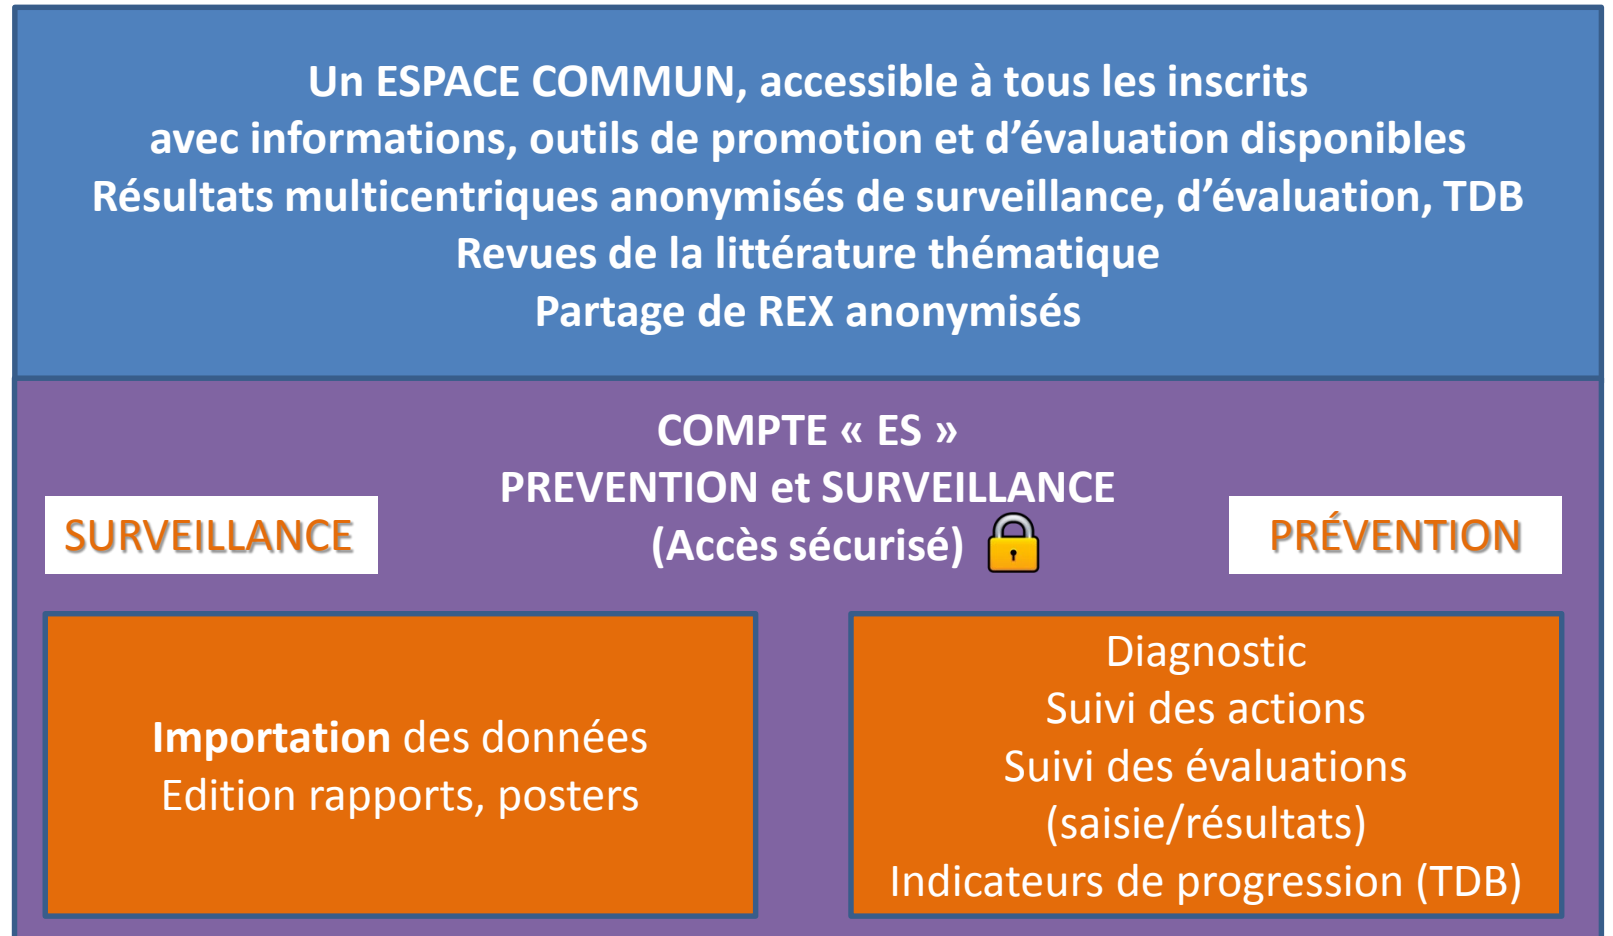 Un ESPACE COMMUN, accessible à tous les inscrits
avec informations, outils de promotion et d’évaluation disponibles
Résultats multicentriques anonymisés de surveillance, d’évaluation, TDB
Revues de la littérature thématique
Partage de REX anonymisés
COMPTE « ES »
PREVENTION et SURVEILLANCE
(Accès sécurisé)
SURVEILLANCE
PRÉVENTION
Importation des données
Edition rapports, posters
Diagnostic
Suivi des actions
Suivi des évaluations
(saisie/résultats)
Indicateurs de progression (TDB)